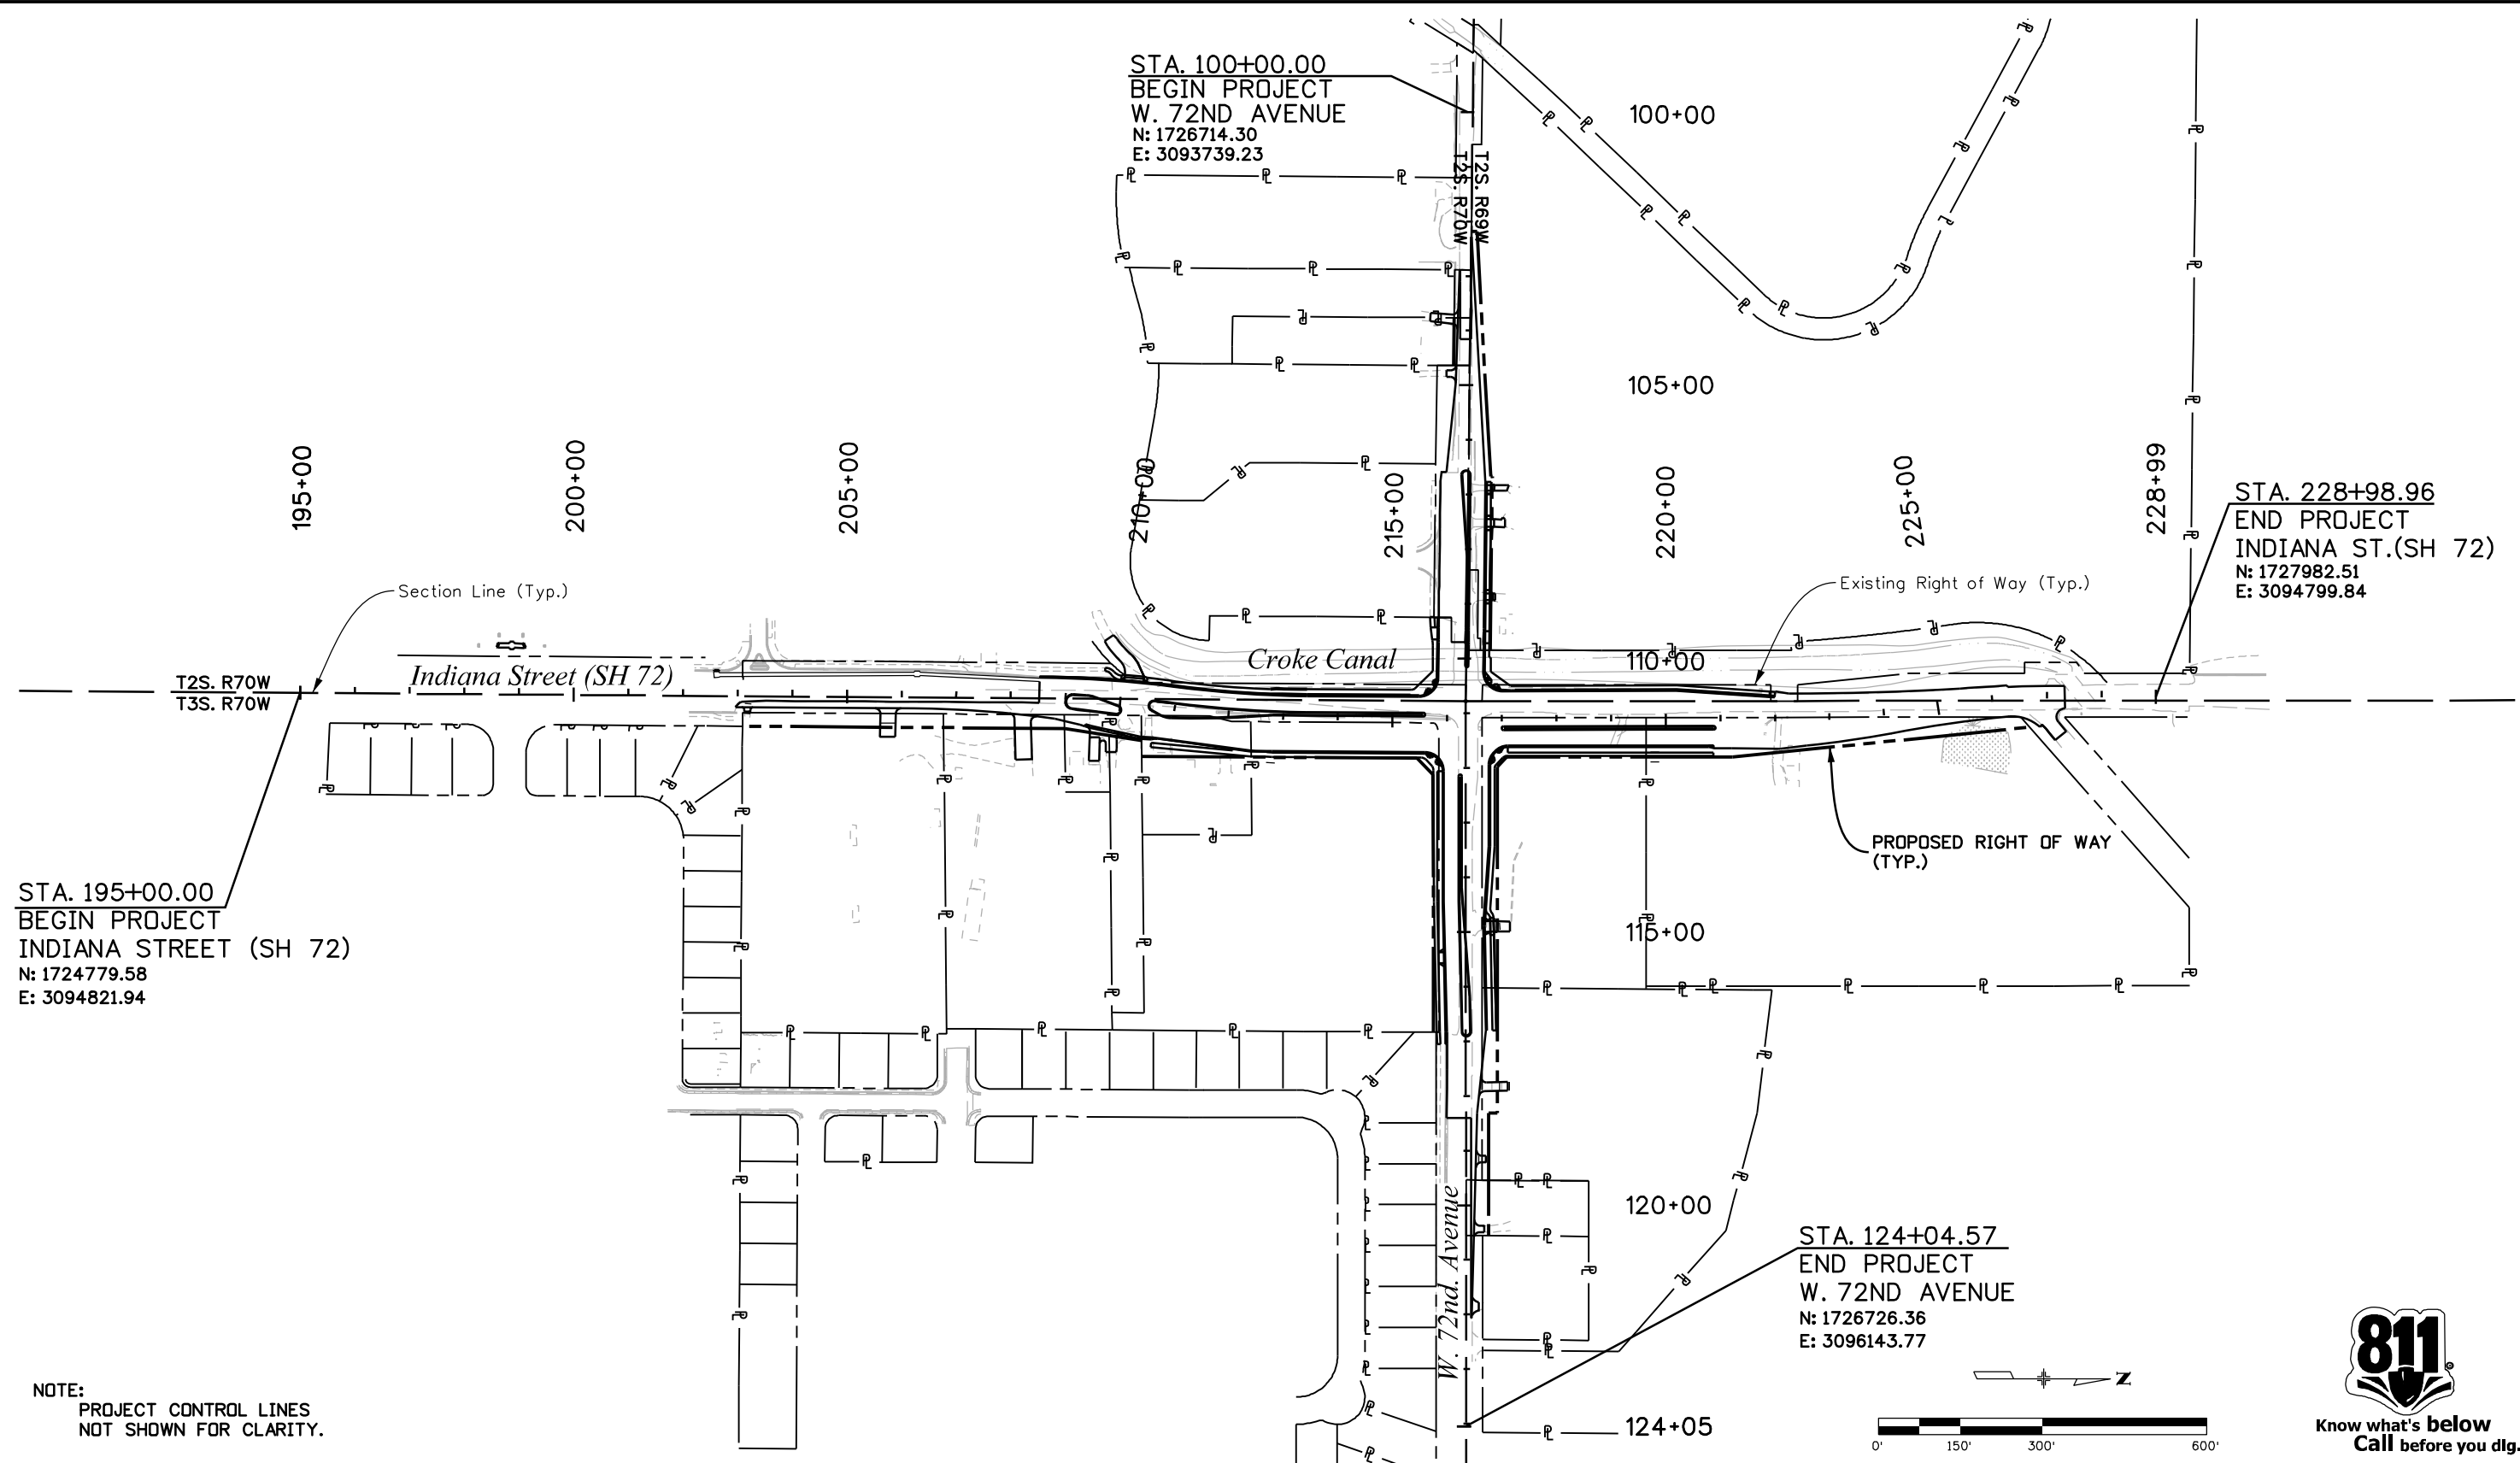 STA. 100+00.00
BEGIN PROJECT
W. 72ND AVENUE
N: 1726714.30
E: 3093739.23
100+00
T2S. R70W
T2S. R69W
105+00
195+00
200+00
205+00
210+00
215+00
220+00
225+00
228+99
STA. 228+98.96
END PROJECT
INDIANA ST.(SH 72)
N: 1727982.51
E: 3094799.84
Section Line (Typ.)
Existing Right of Way (Typ.)
T2S. R70W
T3S. R70W
Indiana Street (SH 72)
Croke Canal
110+00
PROPOSED RIGHT OF WAY
(TYP.)
STA. 195+00.00
BEGIN PROJECT
INDIANA STREET (SH 72)
N: 1724779.58
E: 3094821.94
115+00
120+00
W. 72nd. Avenue
STA. 124+04.57
END PROJECT
W. 72ND AVENUE
N: 1726726.36
E: 3096143.77
124+05
NOTE:
PROJECT CONTROL LINES
NOT SHOWN FOR CLARITY.
N
0' 150' 300' 600'
811
Know what's below
Call before you dig.